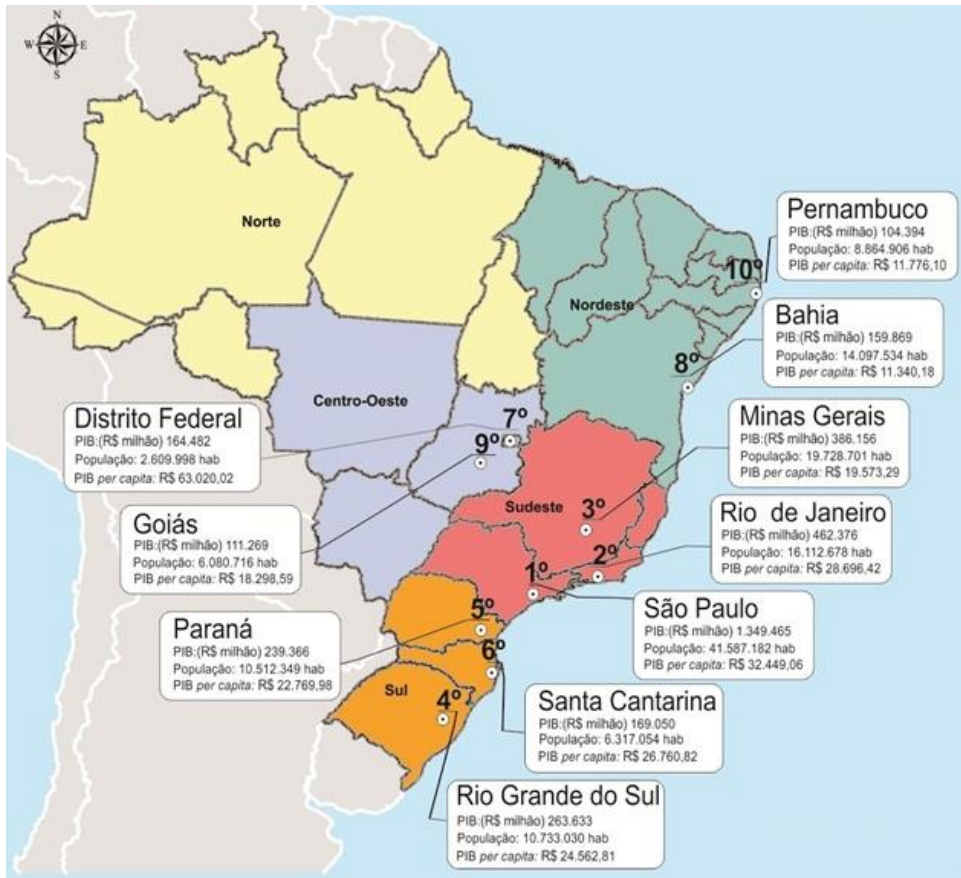 N
W
E
S
Norte
Nordeste
Centro-Oeste
Sudeste
Sul
10º
Pernambuco
PIB:(R$ milhão) 104.394
População: 8.864.906 hab
PIB per capita: R$ 11.776,10
8º
Bahia
PIB:(R$ milhão) 159.869
População: 14.097.534 hab
PIB per capita: R$ 11.340,18
7º
Distrito Federal
PIB:(R$ milhão) 164.482
População: 2.609.998 hab
PIB per capita: R$ 63.020,02
3º
Minas Gerais
PIB:(R$ milhão) 386.156
População: 19.728.701 hab
PIB per capita: R$ 19.573,29
9º
Goiás
PIB:(R$ milhão) 111.269
População: 6.080.716 hab
PIB per capita: R$ 18.298,59
2º
Rio de Janeiro
PIB:(R$ milhão) 462.376
População: 16.112.678 hab
PIB per capita: R$ 28.696,42
1º
São Paulo
PIB:(R$ milhão) 1.349.465
População: 41.587.182 hab
PIB per capita: R$ 32.449,06
5º
Paraná
PIB:(R$ milhão) 239.366
População: 10.512.349 hab
PIB per capita: R$ 22.769,98
6º
Santa Cantarina
PIB:(R$ milhão) 169.050
População: 6.317.054 hab
PIB per capita: R$ 26.760,82
4º
Rio Grande do Sul
PIB:(R$ milhão) 263.633
População: 10.733.030 hab
PIB per capita: R$ 24.562,81